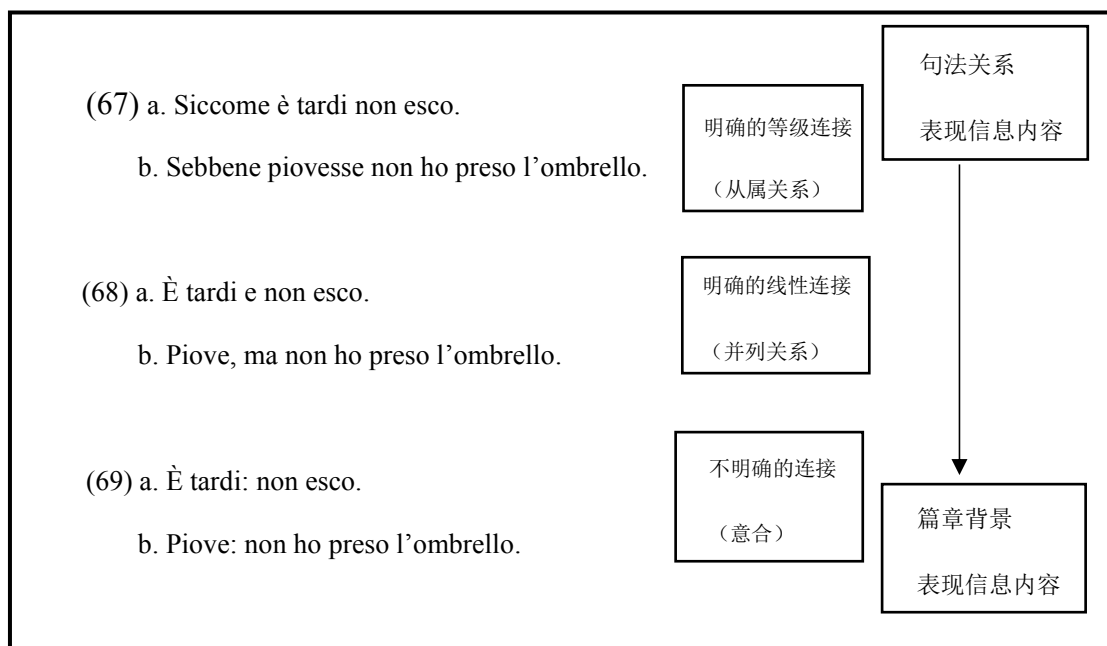 (67) a. Siccome è tardi non esco.
b. Sebbene piovesse non ho preso l’ombrello.
明确的等级连接
（从属关系）
句法关系
表现信息内容
(68) a. È tardi e non esco.
b. Piove, ma non ho preso l’ombrello.
明确的线性连接
（并列关系）
(69) a. È tardi: non esco.
b. Piove: non ho preso l’ombrello.
不明确的连接
（意合）
篇章背景
表现信息内容